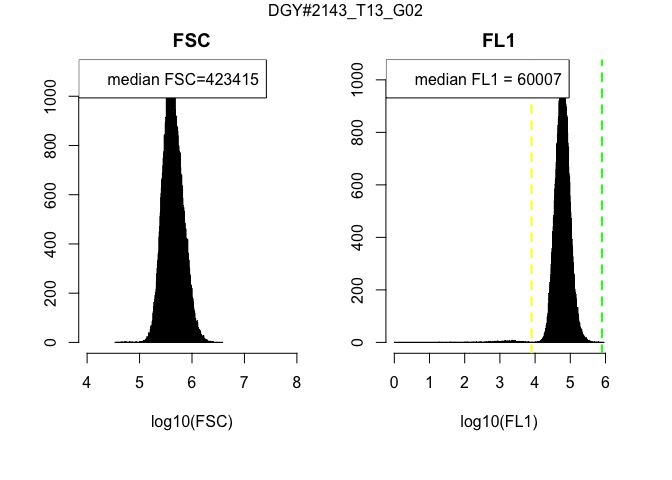 DGY#2143_T13_G02
FSC
median FSC=423415
0 200 400 600 800 1000
4 5 6 7 8
log10(FSC)
FL1
median FL1 = 60007
0 200 400 600 800 1000
0 1 2 3 4 5 6
log10(FL1)